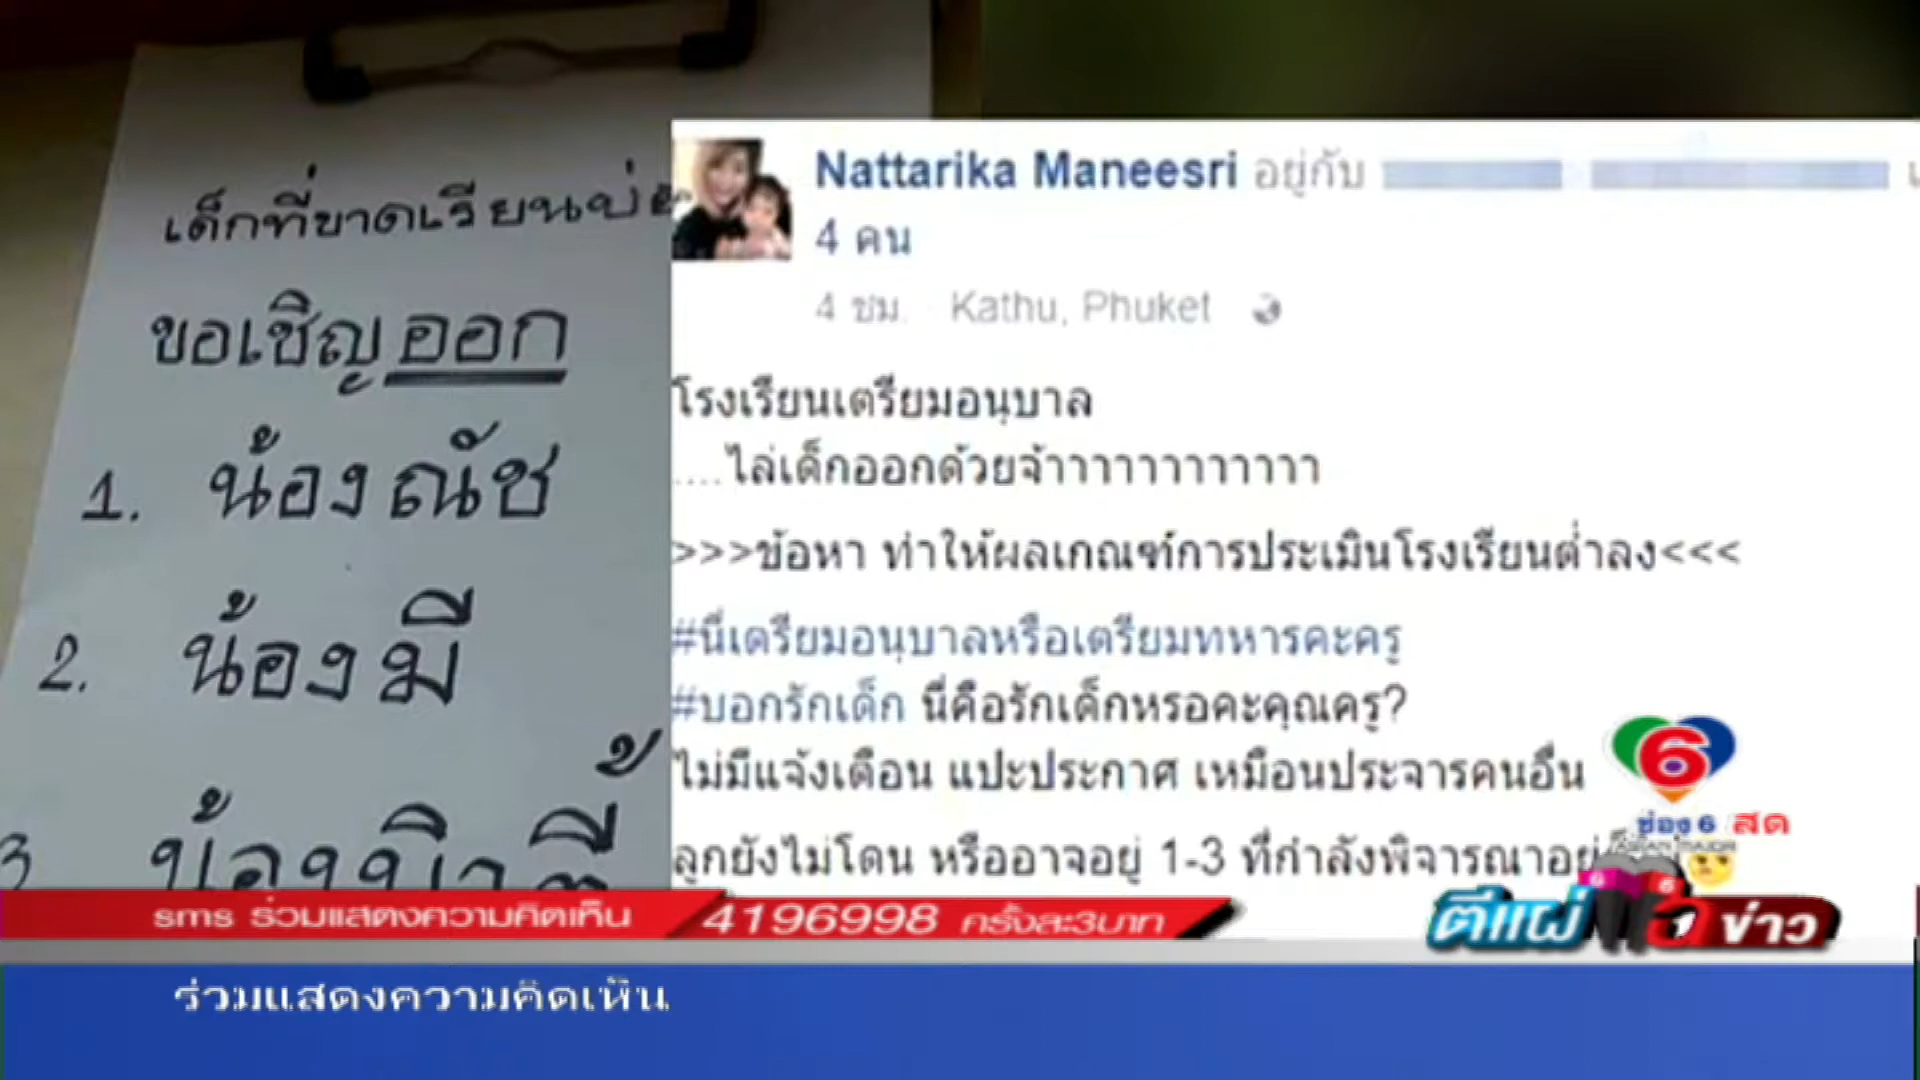 เด็กที่ขาดเรียนบ่อย
ขอเชิญออก
1. น้องณัช
2. น้องมี
3 น้องบิวตี้
Nattarika Maneesri อยู่กับ
4 คน
4 ชม. Kathu, Phuket
โรงเรียนเตรียมอนุบาล
....ไล่เด็กออกด้วยจ้าาาาาาาาาาาา
>>>ข้อหา ทำให้ผลเกณฑ์การประเมินโรงเรียนต่ำลง<<<
#นี่เตรียมอนุบาลหรือเตรียมทหารคะครู
#บอกรักเด็ก นี่คือรักเด็กหรอคะคุณครู?
ไม่มีแจ้งเตือน แปะประกาศ เหมือนประจารคนอื่น
ลูกยังไม่โดน หรืออาจอยู่ 1-3 ที่กำลังพิจารณาอยู่
6
ช่อง 6 สด
sms ร่วมแสดงความคิดเห็น 4196998 ครั้งละ3บาท
ตีแผ่ ข่าว
ร่วมแสดงความคิดเห็น